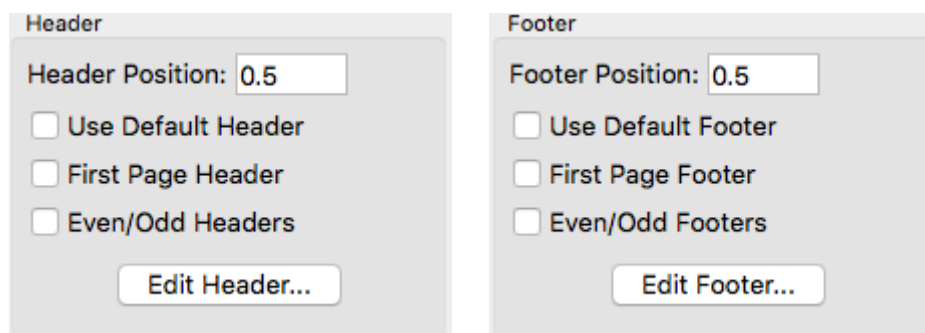 Header
Header Position: 0.5
Use Default Header
First Page Header
Even/Odd Headers
Edit Header...
Footer
Footer Position: 0.5
Use Default Footer
First Page Footer
Even/Odd Footers
Edit Footer...